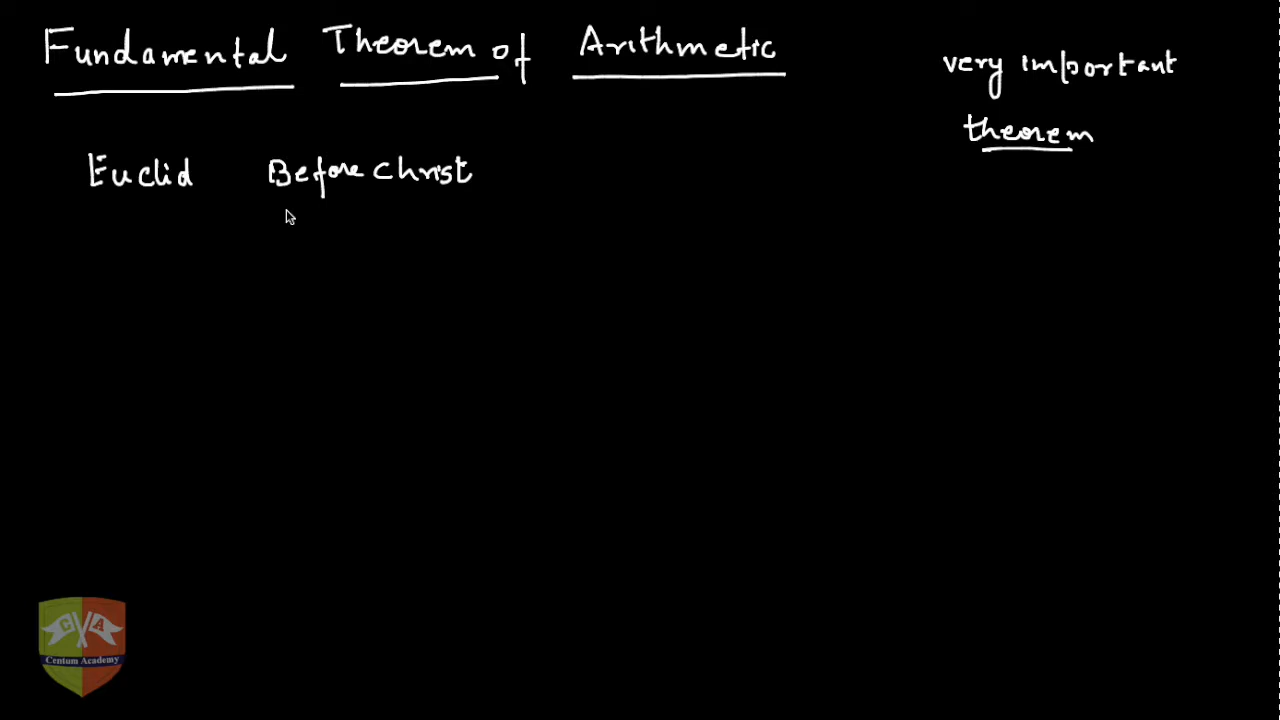 Fundamental Theorem of Arithmetic
very important
theorem
Euclid Before Christ
C A
Centum Academy